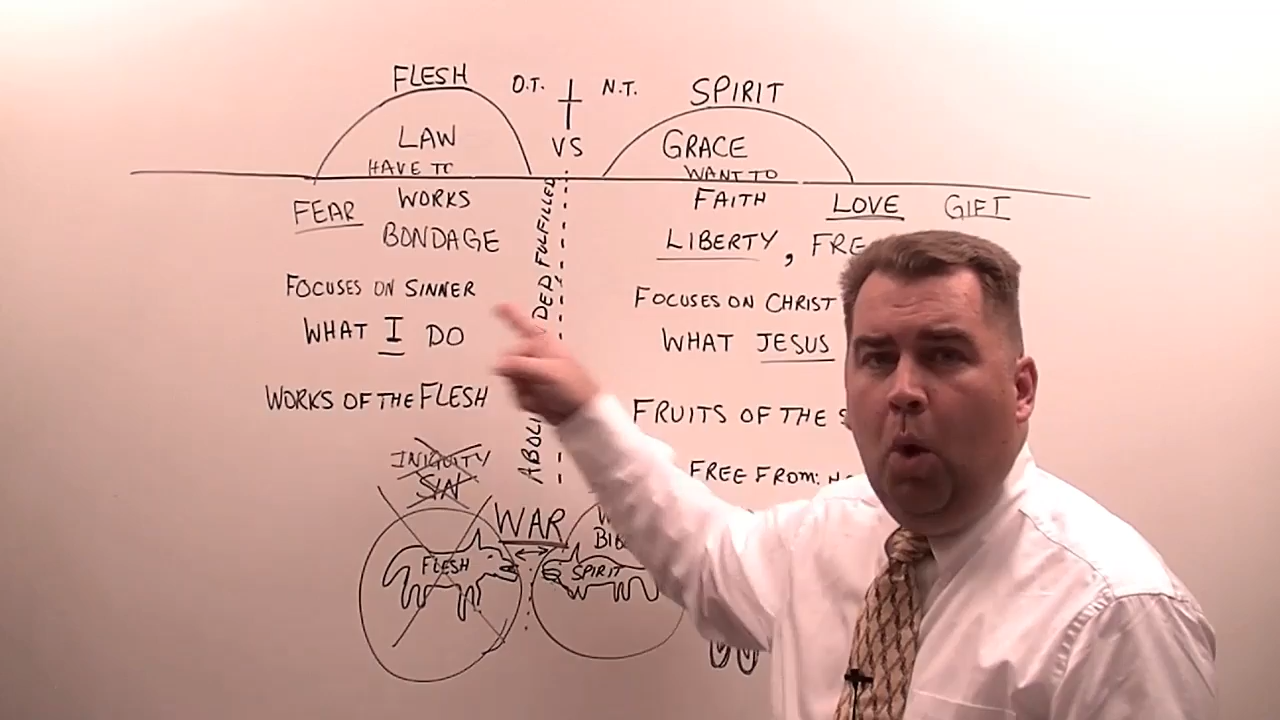 FLESH
O.T.
N.T.
SPIRIT
LAW
VS
GRACE
HAVE TO
WANT TO
FEAR
WORKS
FAITH
LOVE
GIFT
BONDAGE
LIBERTY,
FULFILLED
FOCUSES ON SINNER
FOCUSES ON CHRIST
WHAT I DO
WHAT JESUS
WORKS OF THE FLESH
FRUITS OF THE
INIQUITY
SIN
FREE FROM:
WAR
FLESH
SPIRIT